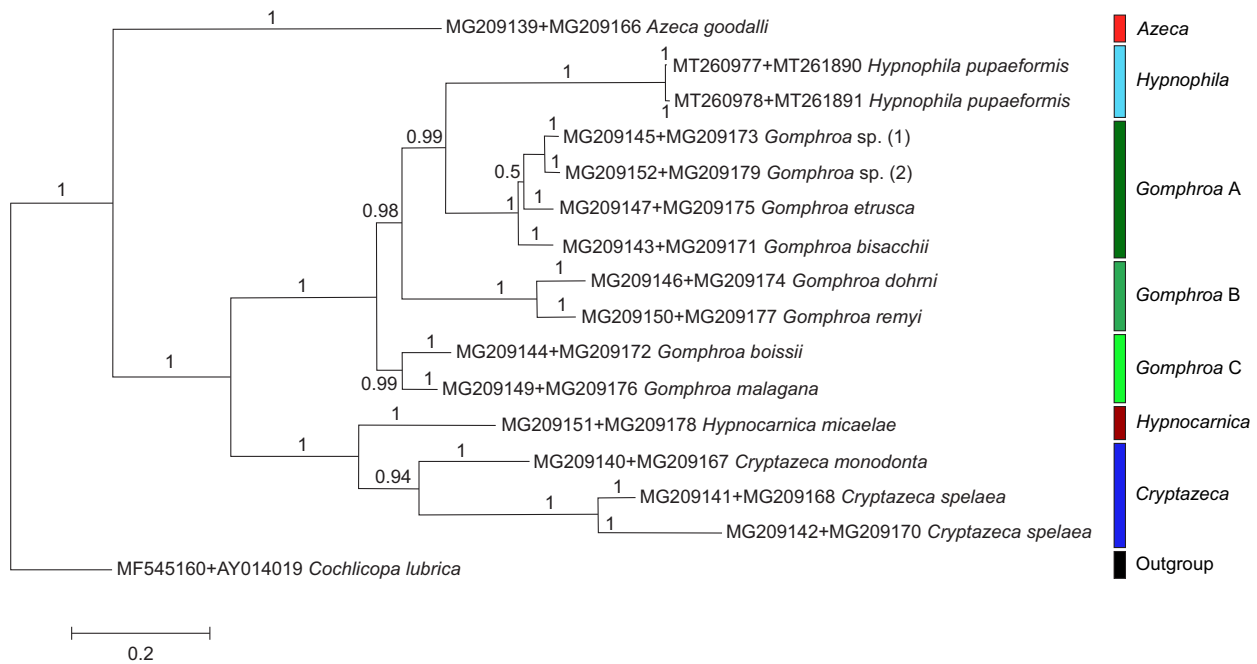 1
MG209139+MG209166 Azeca goodalli
Azeca
1
MT260977+MT261890 Hypnophila pupaeformis
1
MT260978+MT261891 Hypnophila pupaeformis
1
Hypnophila
0.99
1
MG209145+MG209173 Gomphroa sp. (1)
1
MG209152+MG209179 Gomphroa sp. (2)
0.5
1
MG209147+MG209175 Gomphroa etrusca
1
1
MG209143+MG209171 Gomphroa bisacchii
Gomphroa A
1
0.98
1
MG209146+MG209174 Gomphroa dohrni
1
1
MG209150+MG209177 Gomphroa remyi
Gomphroa B
1
1
MG209144+MG209172 Gomphroa boissii
0.99
1
MG209149+MG209176 Gomphroa malagana
Gomphroa C
1
1
MG209151+MG209178 Hypnocarnica micaelae
Hypnocarnica
1
1
MG209140+MG209167 Cryptazeca monodonta
0.94
1
MG209141+MG209168 Cryptazeca spelaea
1
1
MG209142+MG209170 Cryptazeca spelaea
Cryptazeca
MF545160+AY014019 Cochlicopa lubrica
Outgroup
0.2